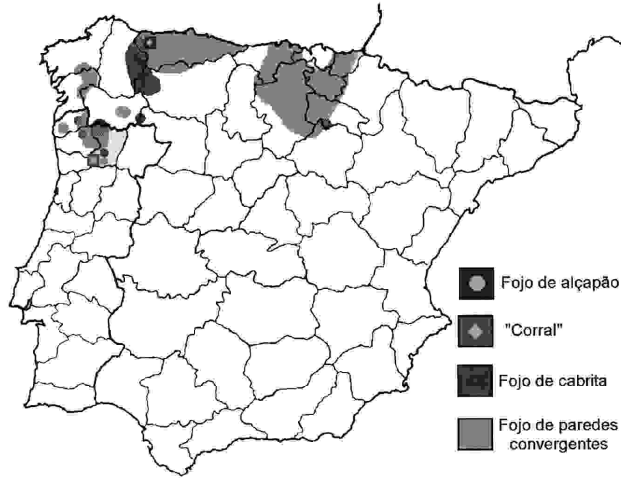 Fojo de alçapão
"Corral"
Fojo de cabrita
Fojo de paredes
convergentes